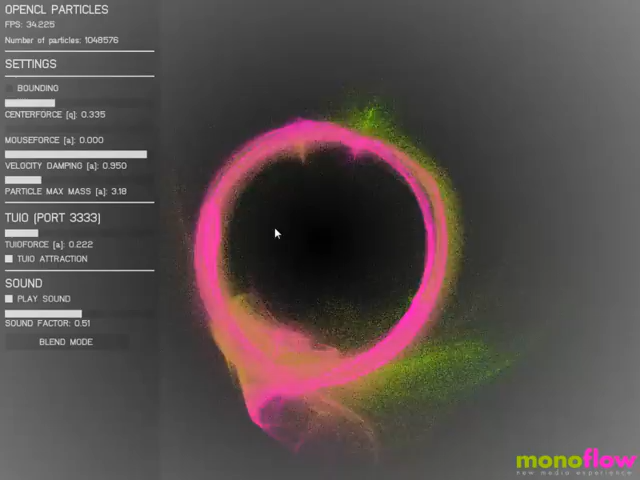 OPENCL PARTICLES
FPS: 34.225
Number of particles: 1048576
SETTINGS
BOUNDING
CENTERFORCE [q]: 0.335
MOUSEFORCE [a]: 0.000
VELOCITY DAMPING [a]: 0.950
PARTICLE MAX MASS [a]: 3.18
TUIO (PORT 3333)
TUIOFORCE [a]: 0.222
TUIO ATTRACTION
SOUND
PLAY SOUND
SOUND FACTOR: 0.51
BLEND MODE
monoflow
new media experience